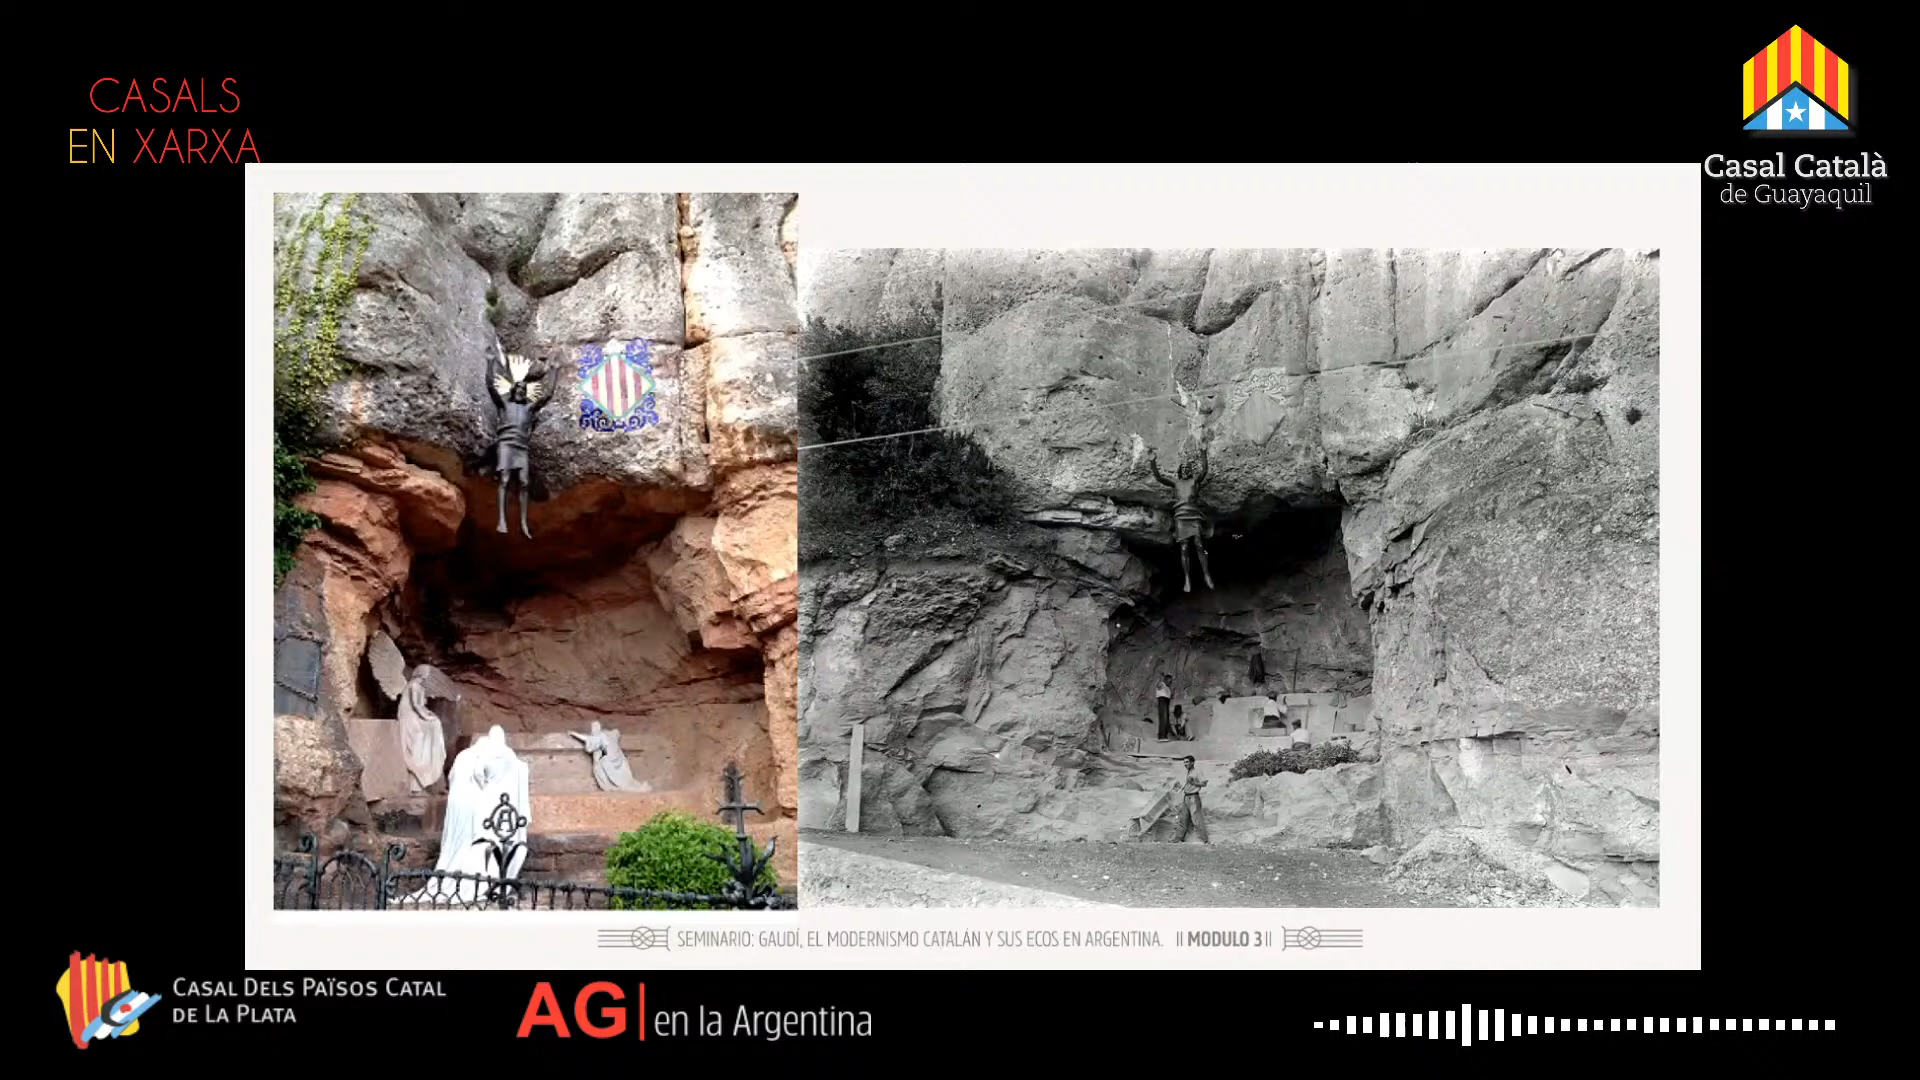 CASALS
EN XARXA
Casal Català
de Guayaquil
A
SEMINARIO: GAUDÍ, EL MODERNISMO CATALÁN Y SUS ECOS EN ARGENTINA. || MODULO 3 ||
CASAL DELS PAÏSOS CATAL
DE LA PLATA
AG | en la Argentina